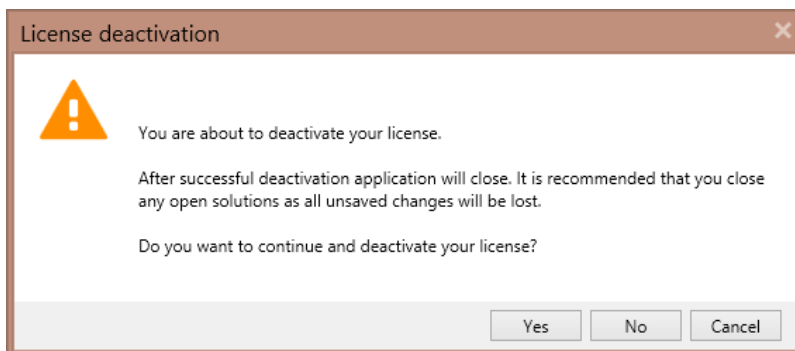 License deactivation
You are about to deactivate your license.
After successful deactivation application will close. It is recommended that you close
any open solutions as all unsaved changes will be lost.
Do you want to continue and deactivate your license?
Yes No Cancel